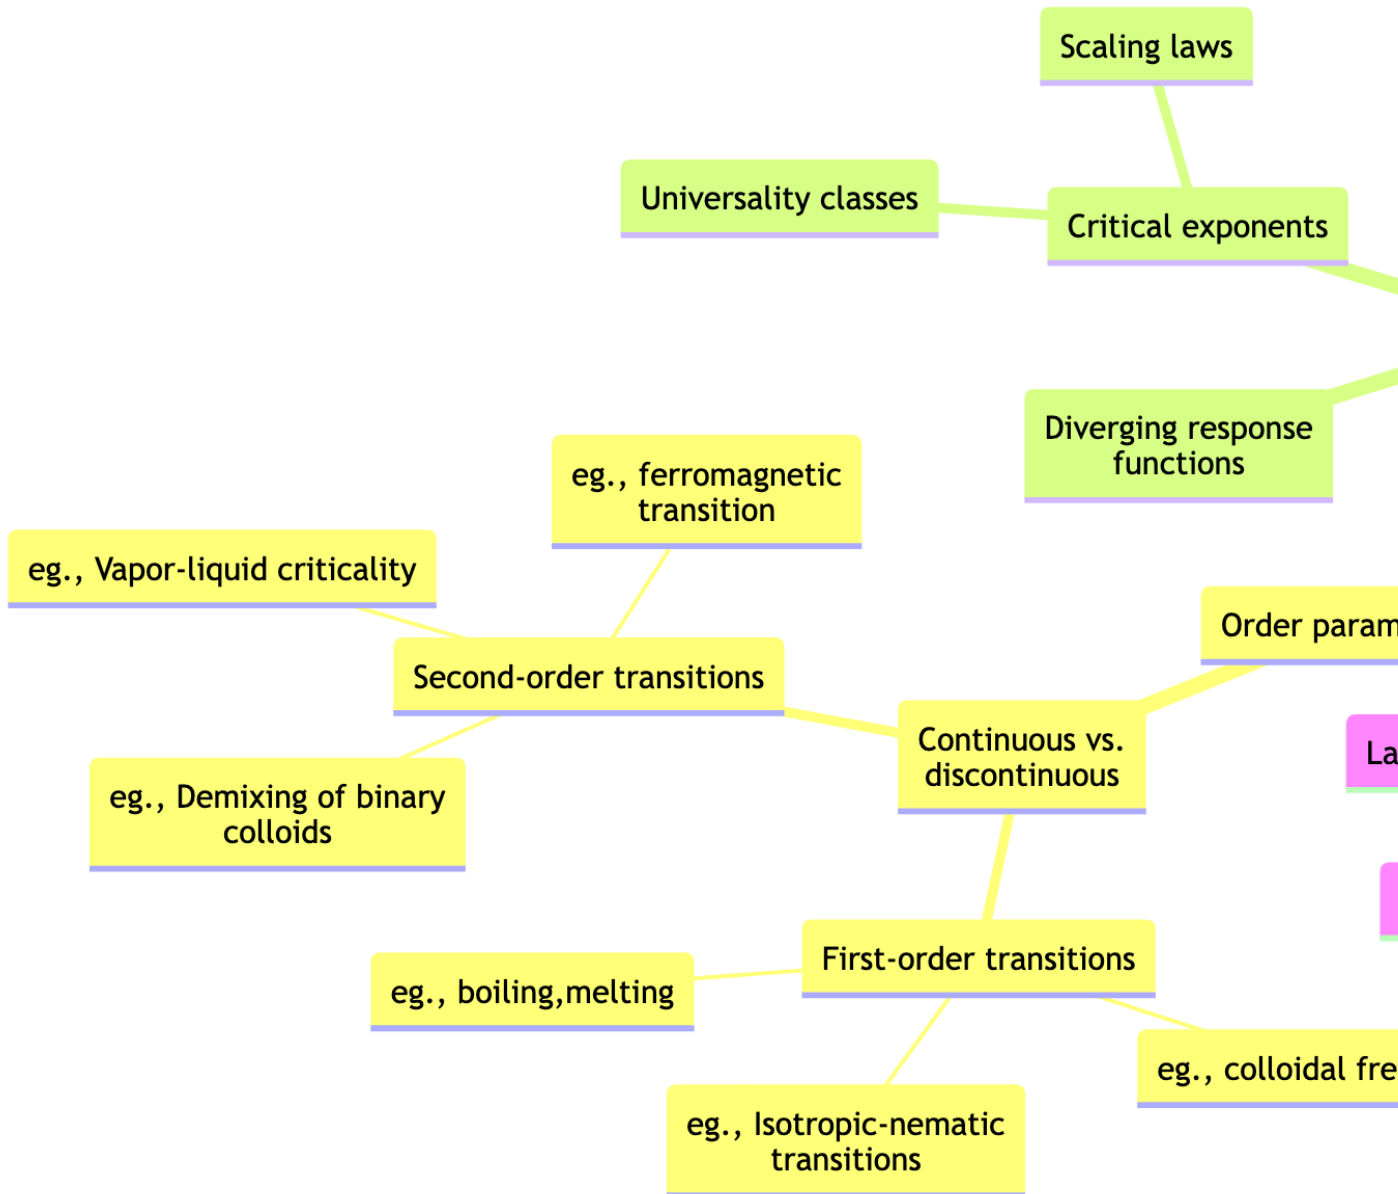 Scaling laws
Universality classes
Critical exponents
Diverging response
functions
eg., ferromagnetic
transition
eg., Vapor-liquid criticality
Order param
Second-order transitions
Continuous vs.
discontinuous
La
eg., Demixing of binary
colloids
First-order transitions
eg., boiling,melting
eg., colloidal fre
eg., Isotropic-nematic
transitions